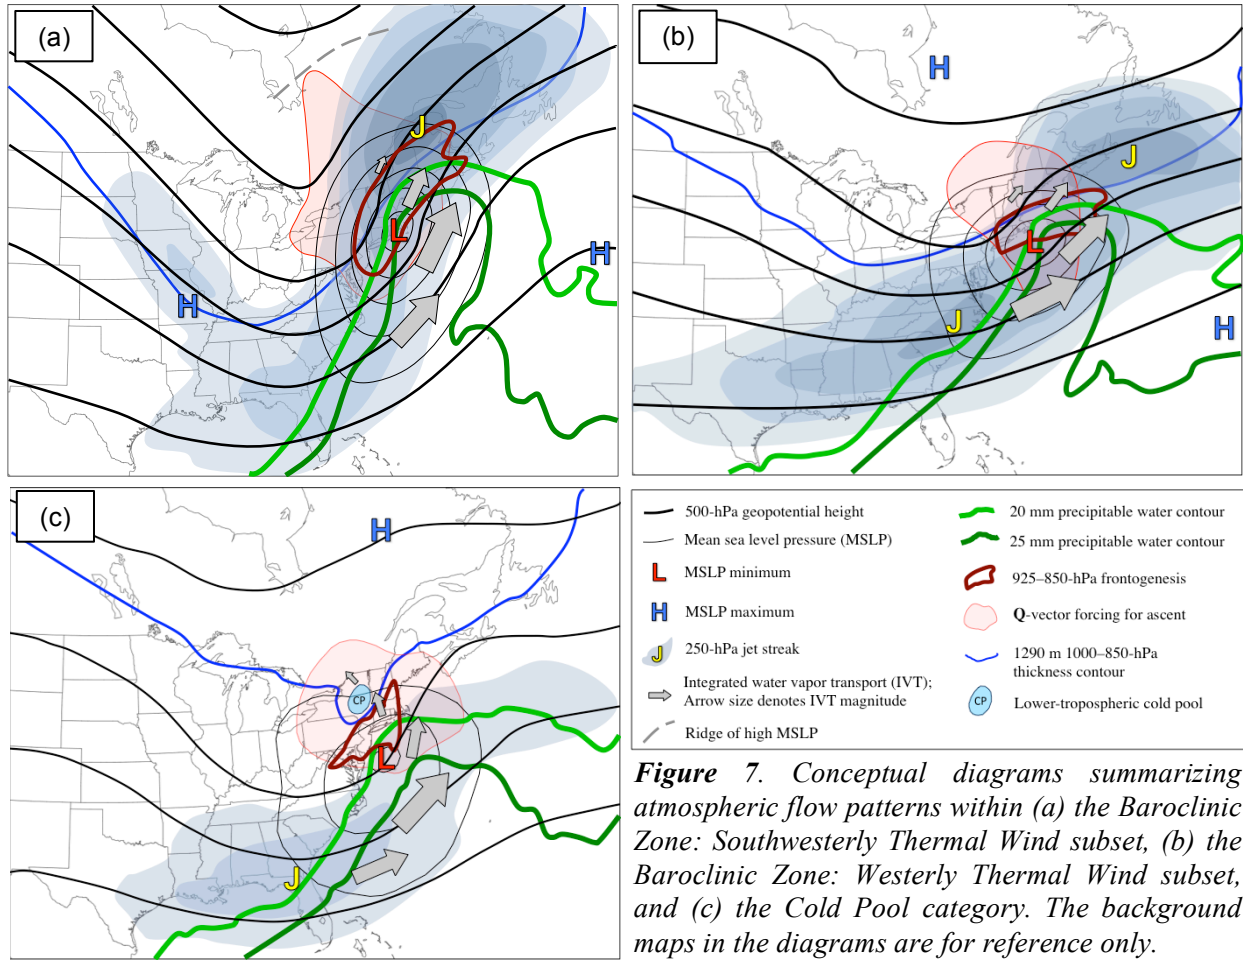 (a)
J
L
H
H
(b)
H
J
L
J
H
(c)
H
CP
L
J
500-hPa geopotential height
Mean sea level pressure (MSLP)
L MSLP minimum
H MSLP maximum
J 250-hPa jet streak
Integrated water vapor transport (IVT);
Arrow size denotes IVT magnitude
Ridge of high MSLP
20 mm precipitable water contour
25 mm precipitable water contour
925–850-hPa frontogenesis
Q-vector forcing for ascent
1290 m 1000–850-hPa
thickness contour
CP Lower-tropospheric cold pool
Figure 7. Conceptual diagrams summarizing
atmospheric flow patterns within (a) the Baroclinic
Zone: Southwesterly Thermal Wind subset, (b) the
Baroclinic Zone: Westerly Thermal Wind subset,
and (c) the Cold Pool category. The background
maps in the diagrams are for reference only.